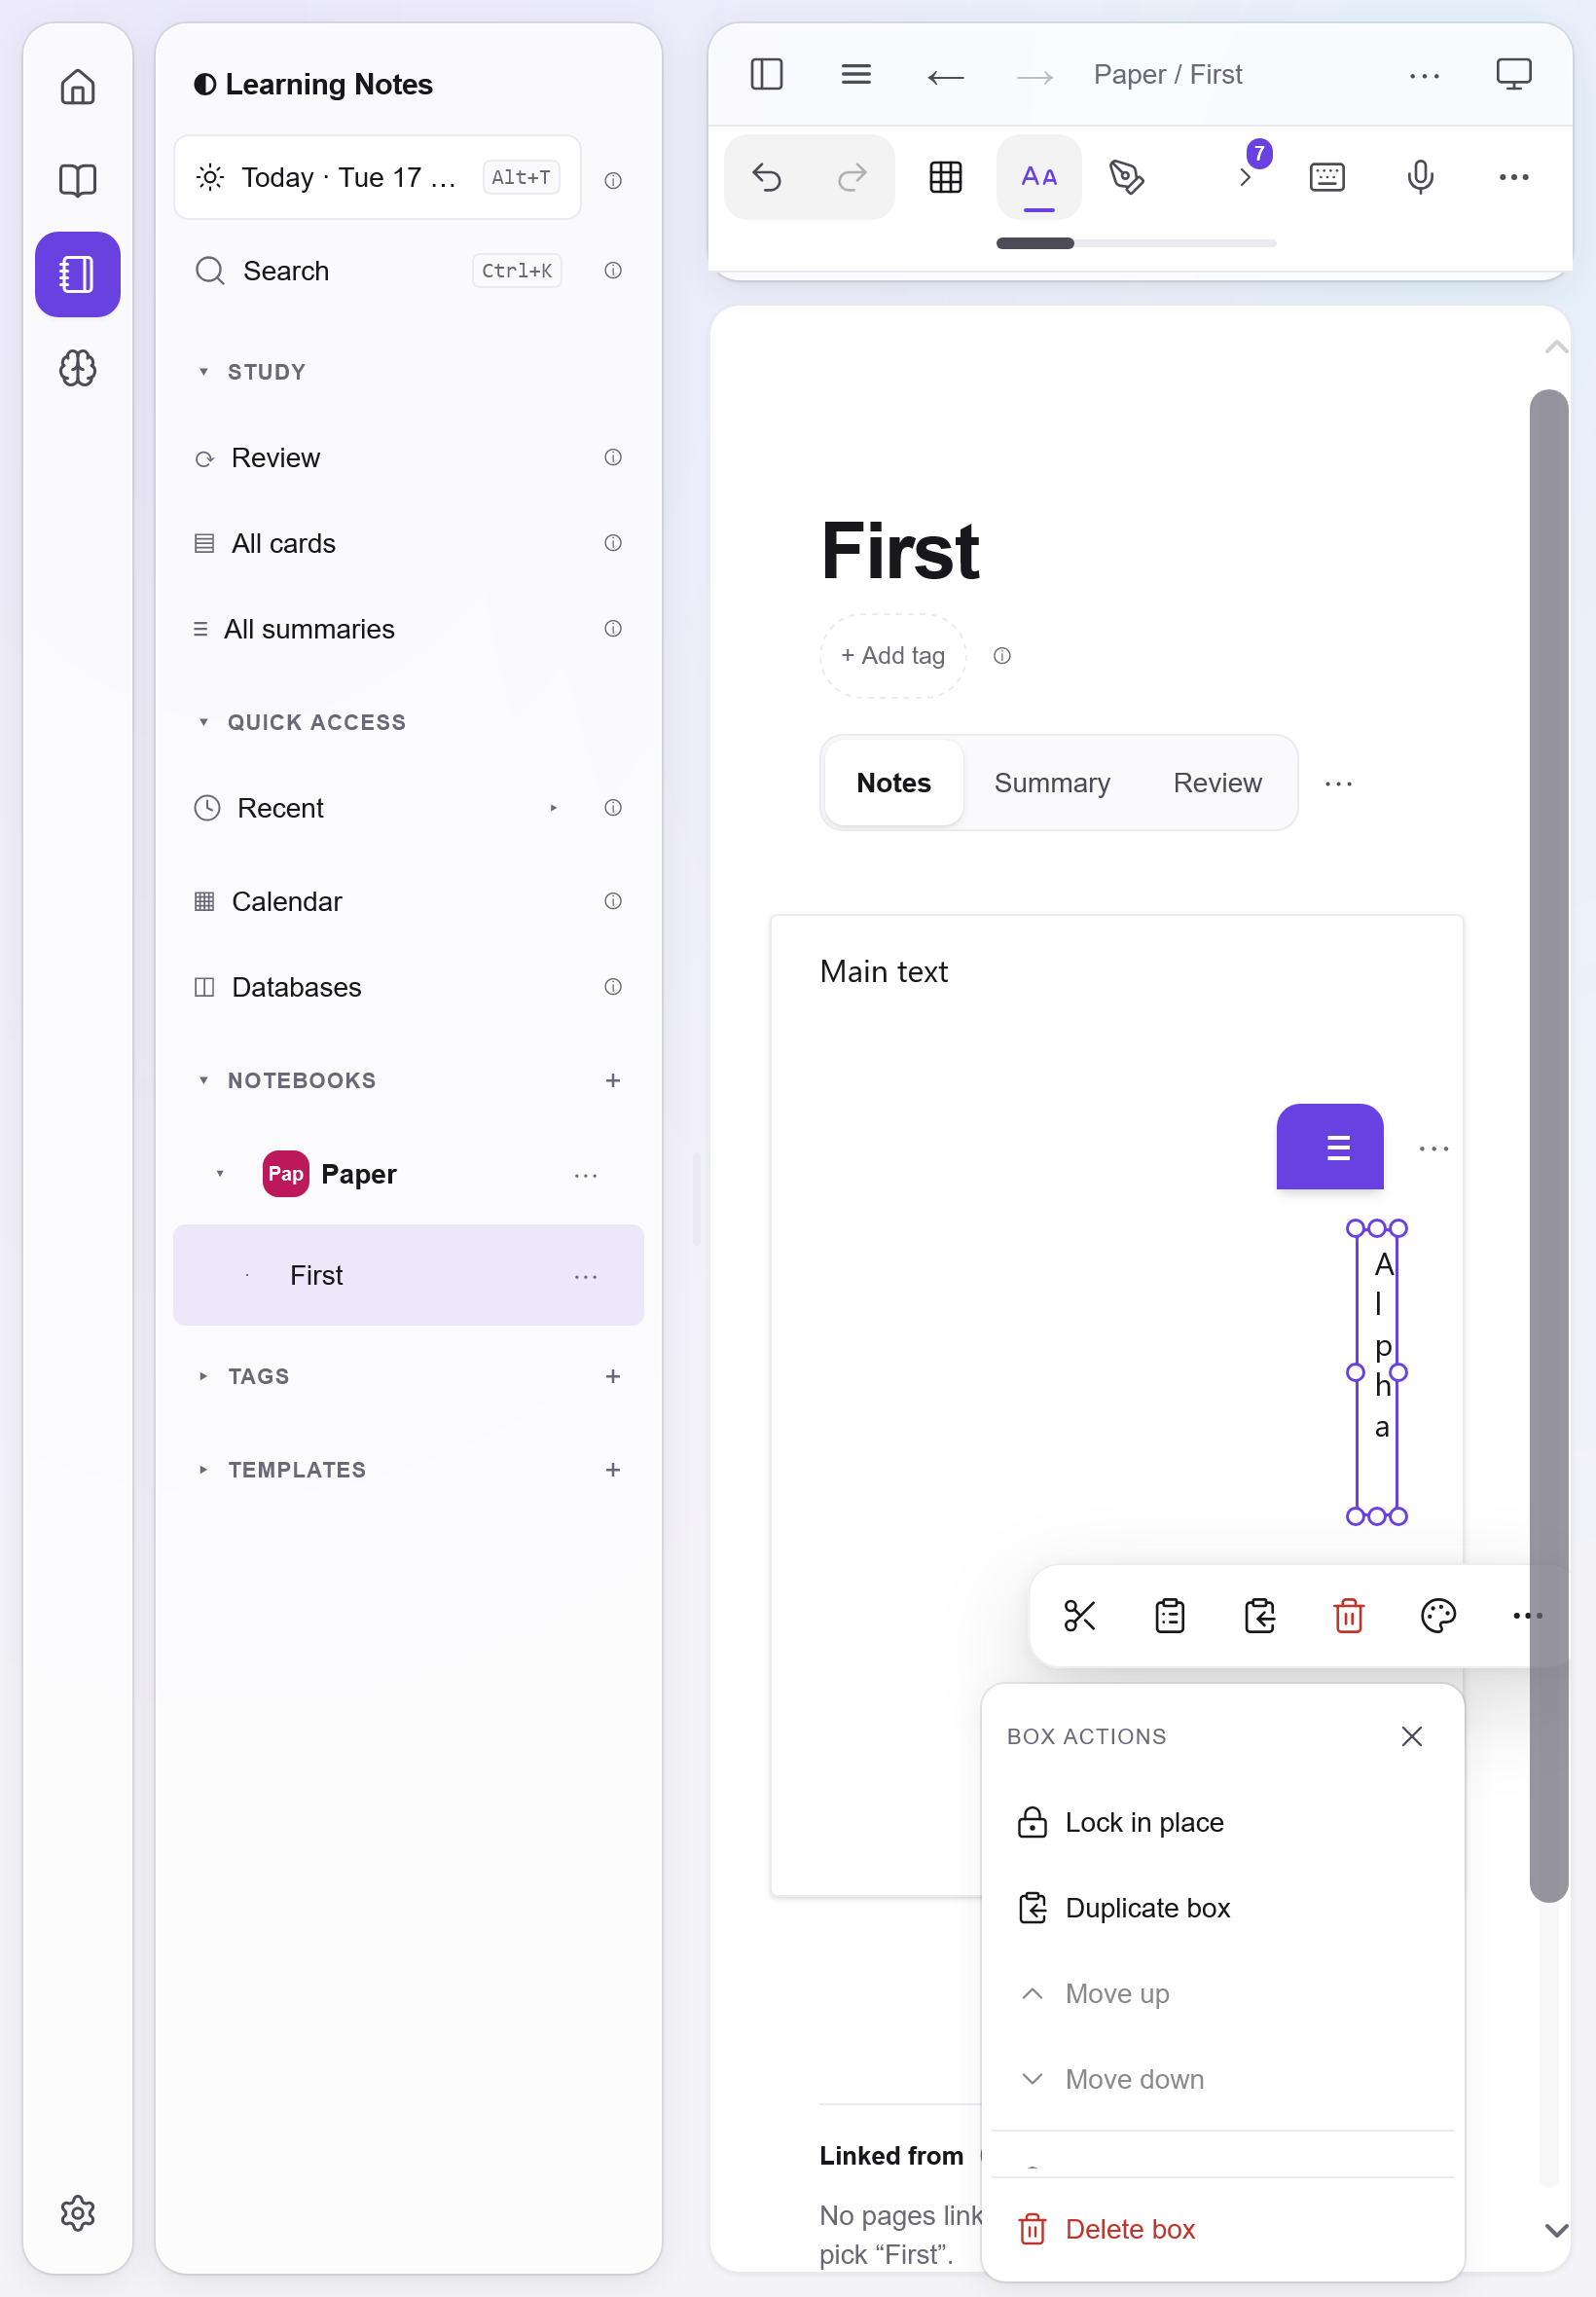 Learning Notes
Today · Tue 17 ... Alt+T
Search Ctrl+K
STUDY
Review
All cards
All summaries
QUICK ACCESS
Recent
Calendar
Databases
NOTEBOOKS
Pap Paper
First
TAGS
TEMPLATES
Paper / First
AA
7
First
+ Add tag
Notes Summary Review
Main text
A
l
p
h
a
BOX ACTIONS
Lock in place
Duplicate box
Move up
Move down
Delete box
Linked from
No pages link
pick “First”.